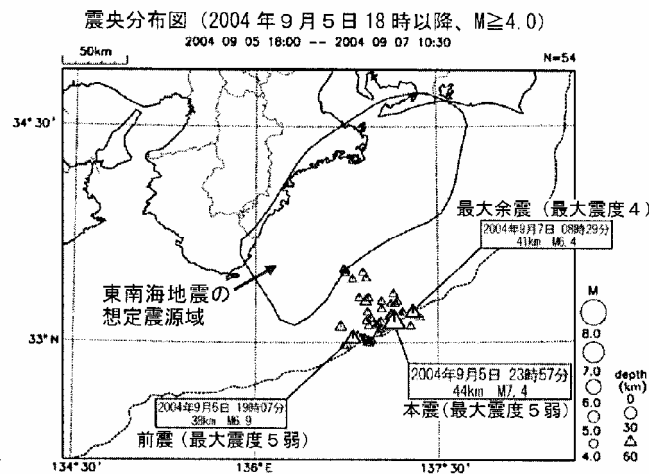 震央分布図 (2004年9月5日18時以降、M≧4.0)
2004 09 05 18:00 -- 2004 09 07 10:30
50km
N=54
34°30'
最大余震 (最大震度4)
2004年9月7日 08時29分
41km M6.4
東南海地震の
想定震源域
33°N
2004年9月5日 23時57分
44km M7.4
本震(最大震度5弱)
2004年9月5日 19時07分
38km M6.9
前震(最大震度5弱)
M
8.0
7.0
6.0
5.0
4.0
depth
(km)
0
30
60
134°30'
136°E
137°30'